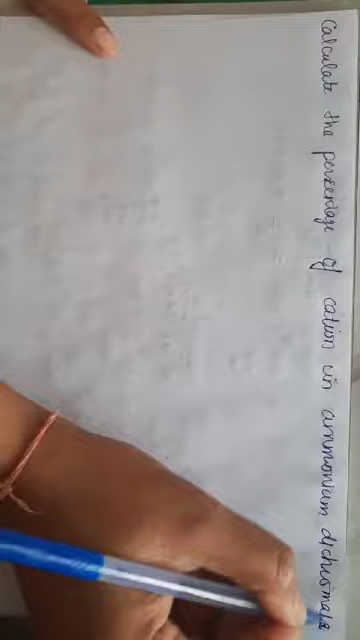 Calculate the percentage of cation in ammonium dichromate